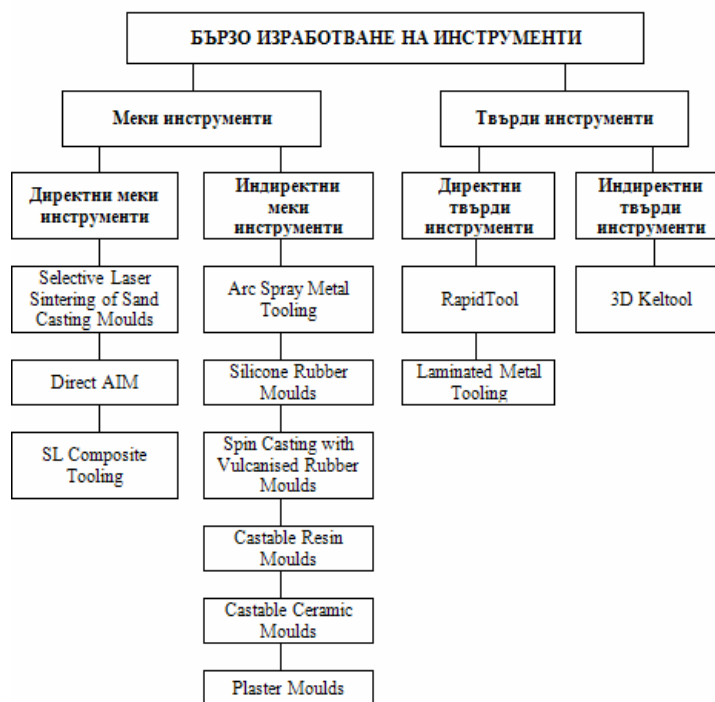 БЪРЗО ИЗРАБОТВАНЕ НА ИНСТРУМЕНТИ
Меки инструменти
Твърди инструменти
Директни меки
инструменти
Индиректни
меки
инструменти
Директни
твърди
инструменти
Индиректни
твърди
инструменти
Selective Laser
Sintering of Sand
Casting Moulds
Arc Spray Metal
Tooling
RapidTool
3D Keltool
Direct AIM
Silicone Rubber
Moulds
Laminated Metal
Tooling
SL Composite
Tooling
Spin Casting with
Vulcanised Rubber
Moulds
Castable Resin
Moulds
Castable Ceramic
Moulds
Plaster Moulds